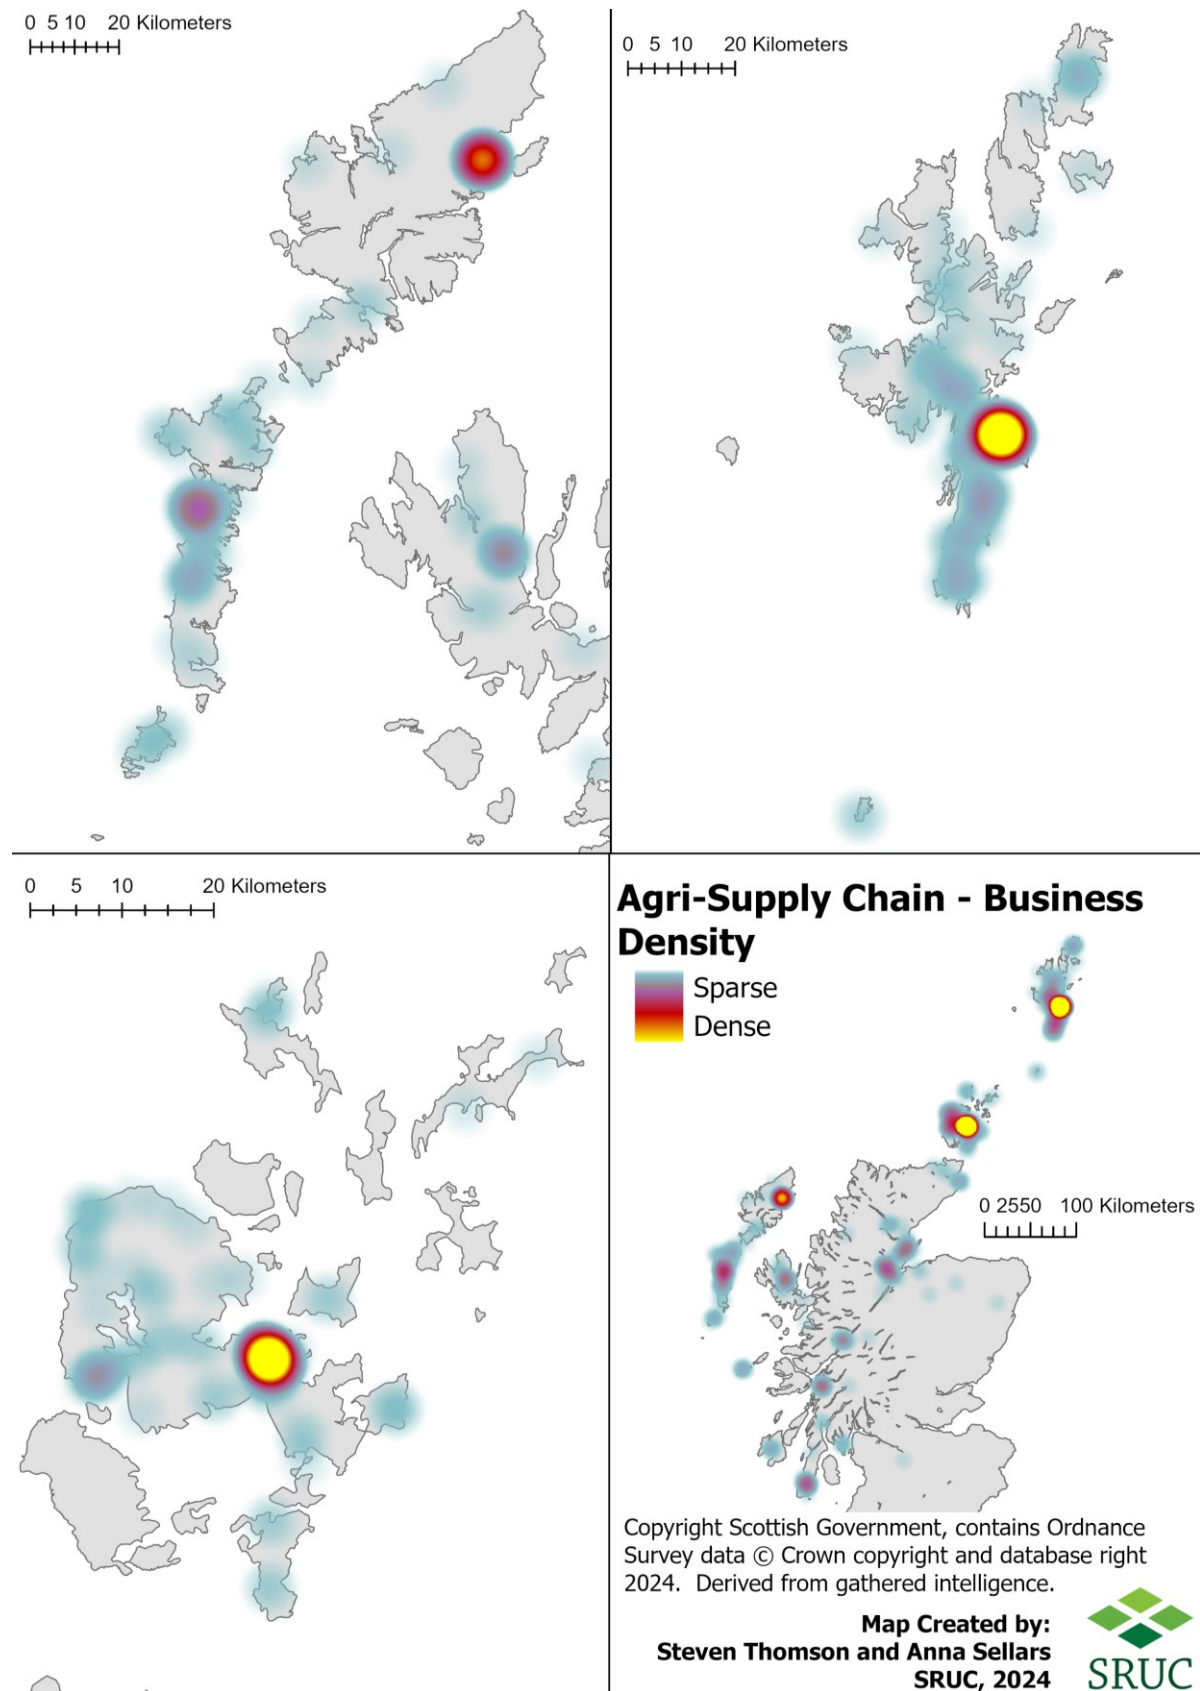 0 5 10 20 Kilometers
0 5 10 20 Kilometers
0 5 10 20 Kilometers
Agri-Supply Chain - Business
Density
Sparse
Dense
0 2550 100 Kilometers
Copyright Scottish Government, contains Ordnance
Survey data © Crown copyright and database right
2024. Derived from gathered intelligence.
Map Created by:
Steven Thomson and Anna Sellars
SRUC, 2024
SRUC